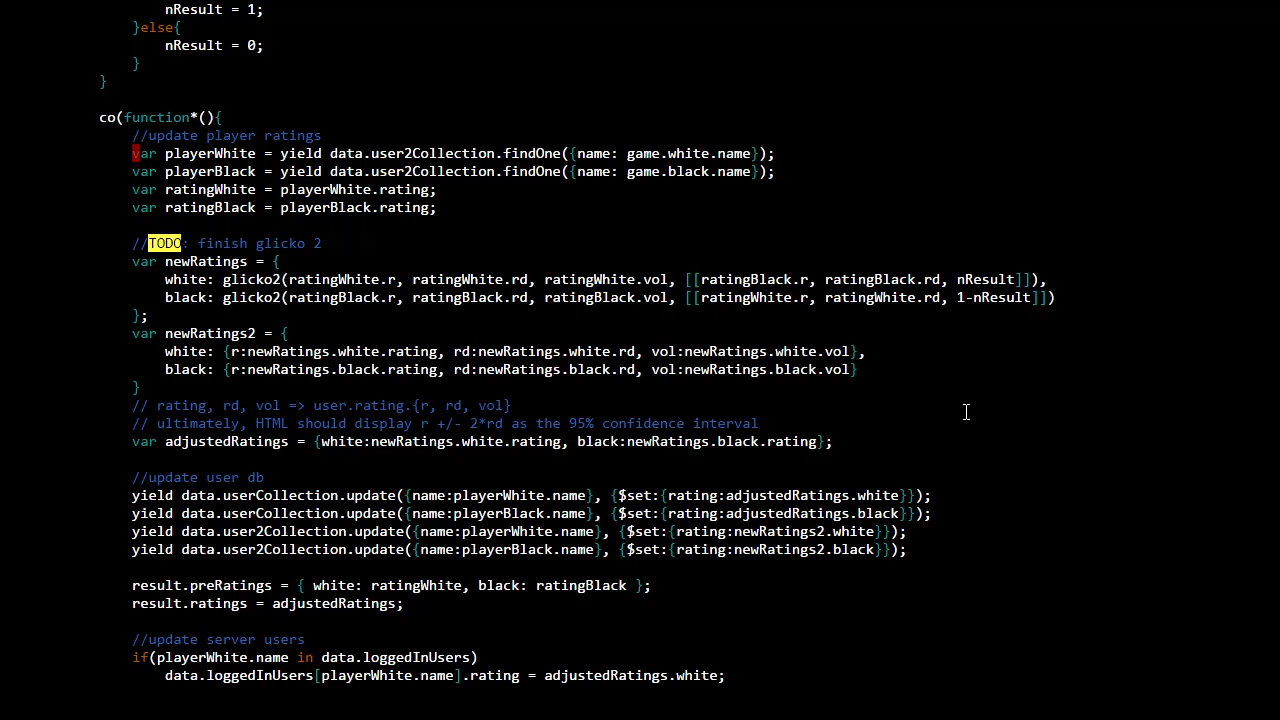 nResult = 1;
}else{
nResult = 0;
}
}
co(function*(){
//update player ratings
var playerWhite = yield data.user2Collection.findOne({name: game.white.name});
var playerBlack = yield data.user2Collection.findOne({name: game.black.name});
var ratingWhite = playerWhite.rating;
var ratingBlack = playerBlack.rating;
//TODO: finish glicko 2
var newRatings = {
white: glicko2(ratingWhite.r, ratingWhite.rd, ratingWhite.vol, [[ratingBlack.r, ratingBlack.rd, nResult]]),
black: glicko2(ratingBlack.r, ratingBlack.rd, ratingBlack.vol, [[ratingWhite.r, ratingWhite.rd, 1-nResult]])
};
var newRatings2 = {
white: {r:newRatings.white.rating, rd:newRatings.white.rd, vol:newRatings.white.vol},
black: {r:newRatings.black.rating, rd:newRatings.black.rd, vol:newRatings.black.vol}
}
// rating, rd, vol => user.rating.{r, rd, vol}
// ultimately, HTML should display r +/- 2*rd as the 95% confidence interval
var adjustedRatings = {white:newRatings.white.rating, black:newRatings.black.rating};
//update user db
yield data.userCollection.update({name:playerWhite.name}, {$set:{rating:adjustedRatings.white}});
yield data.userCollection.update({name:playerBlack.name}, {$set:{rating:adjustedRatings.black}});
yield data.user2Collection.update({name:playerWhite.name}, {$set:{rating:newRatings2.white}});
yield data.user2Collection.update({name:playerBlack.name}, {$set:{rating:newRatings2.black}});
result.preRatings = { white: ratingWhite, black: ratingBlack };
result.ratings = adjustedRatings;
//update server users
if(playerWhite.name in data.loggedInUsers)
data.loggedInUsers[playerWhite.name].rating = adjustedRatings.white;